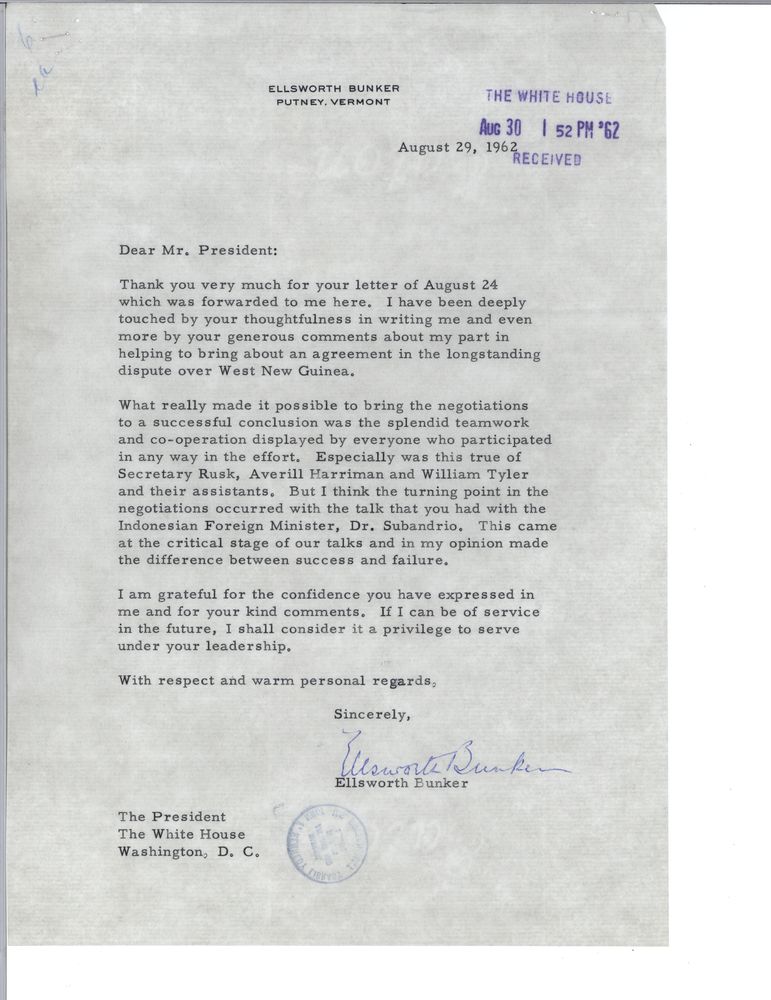 ELLSWORTH BUNKER
PUTNEY, VERMONT
THE WHITE HOUSE
AUG 30 1 52 PM '62
RECEIVED
August 29, 1962
Dear Mr. President:
Thank you very much for your letter of August 24
which was forwarded to me here. I have been deeply
touched by your thoughtfulness in writing me and even
more by your generous comments about my part in
helping to bring about an agreement in the longstanding
dispute over West New Guinea.
What really made it possible to bring the negotiations
to a successful conclusion was the splendid teamwork
and co-operation displayed by everyone who participated
in any way in the effort. Especially was this true of
Secretary Rusk, Averill Harriman and William Tyler
and their assistants. But I think the turning point in the
negotiations occurred with the talk that you had with the
Indonesian Foreign Minister, Dr. Subandrio. This came
at the critical stage of our talks and in my opinion made
the difference between success and failure.
I am grateful for the confidence you have expressed in
me and for your kind comments. If I can be of service
in the future, I shall consider it a privilege to serve
under your leadership.
With respect and warm personal regards,
Sincerely,
Ellsworth Bunker
Ellsworth Bunker
The President
The White House
Washington, D. C.